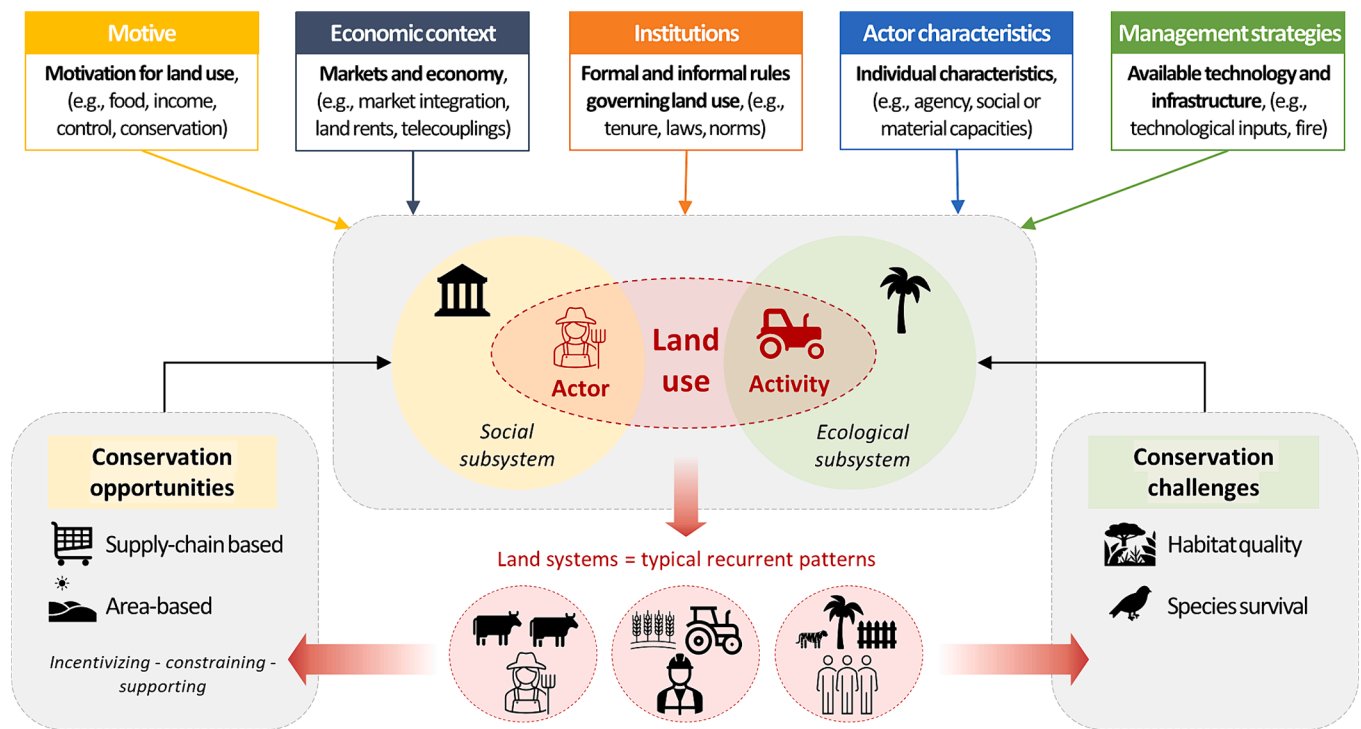 Motive
Motivation for land use,
(e.g., food, income,
control, conservation)
Economic context
Markets and economy,
(e.g., market integration,
land rents, telecouplings)
Institutions
Formal and informal rules
governing land use, (e.g.,
tenure, laws, norms)
Actor characteristics
Individual characteristics,
(e.g., agency, social or
material capacities)
Management strategies
Available technology and
infrastructure, (e.g.,
technological inputs, fire)
Land
use
Actor
Activity
Social
subsystem
Ecological
subsystem
Conservation
opportunities
Supply-chain based
Area-based
Incentivizing - constraining -
supporting
Land systems = typical recurrent patterns
Conservation
challenges
Habitat quality
Species survival